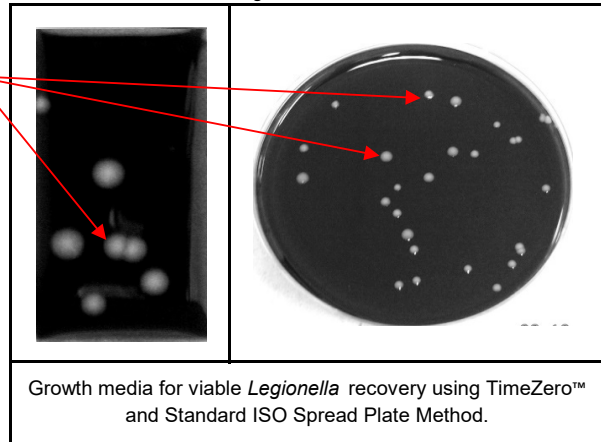 Growth media for viable Legionella recovery using TimeZero™
and Standard ISO Spread Plate Method.